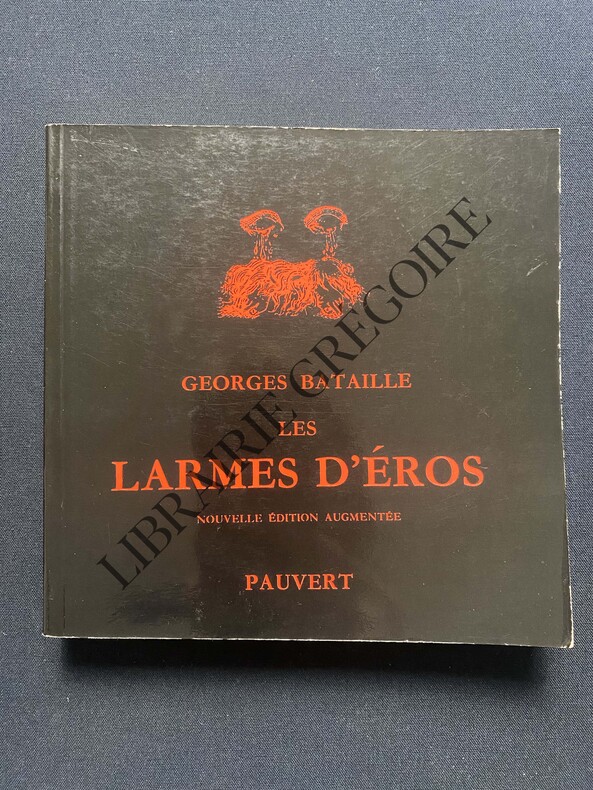 GEORGES BATAILLE
LES
LARMES D'ÉROS
NOUVELLE ÉDITION AUGMENTÉE
PAUVERT
LIBRAIRIE GRÉGOIRE